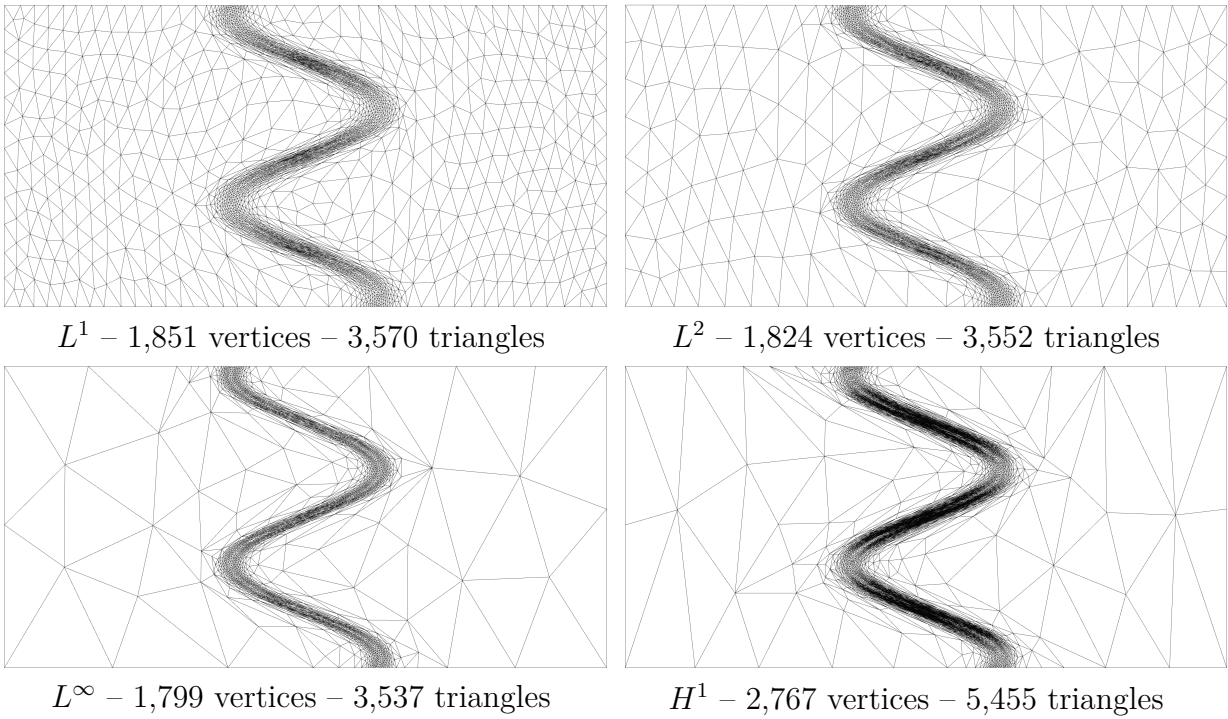 L¹ – 1,851 vertices – 3,570 triangles
L² – 1,824 vertices – 3,552 triangles
L∞ – 1,799 vertices – 3,537 triangles
H¹ – 2,767 vertices – 5,455 triangles